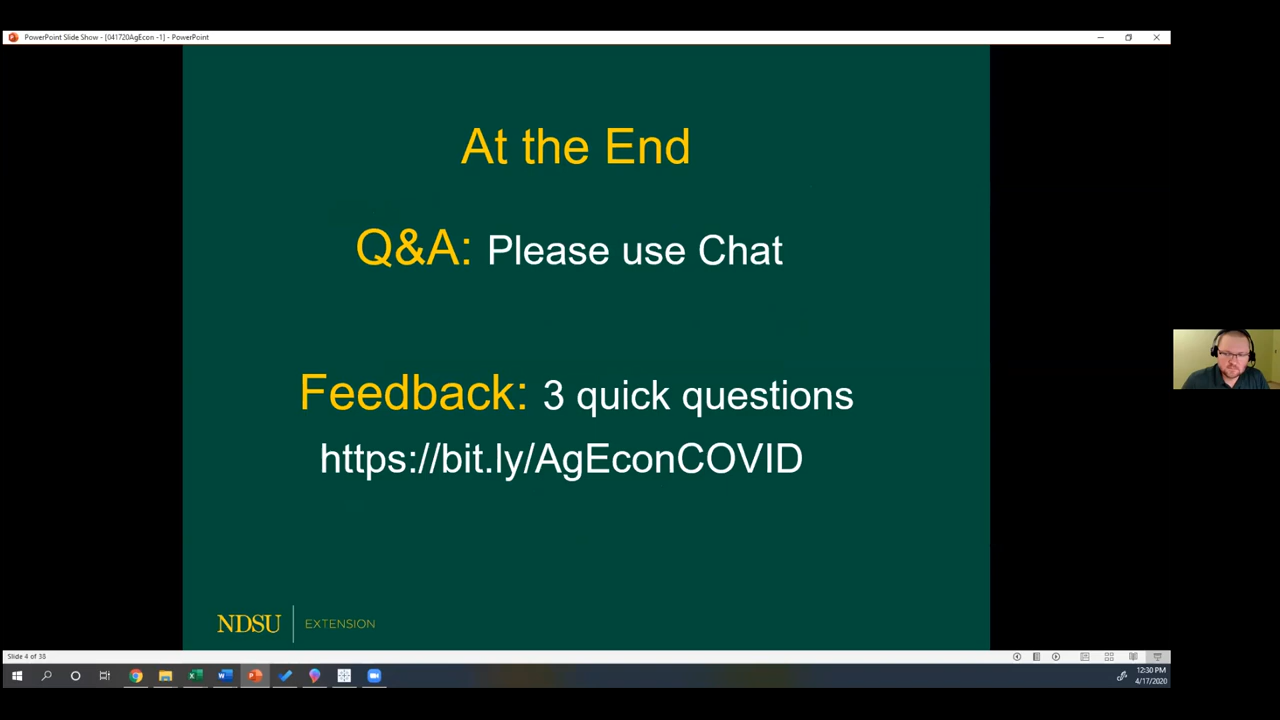 PowerPoint Slide Show - [041720AgEcon -1] - PowerPoint
At the End
Q&A: Please use Chat
Feedback: 3 quick questions
https://bit.ly/AgEconCOVID
NDSU EXTENSION
Slide 4 of 38
12:30 PM
4/17/2020